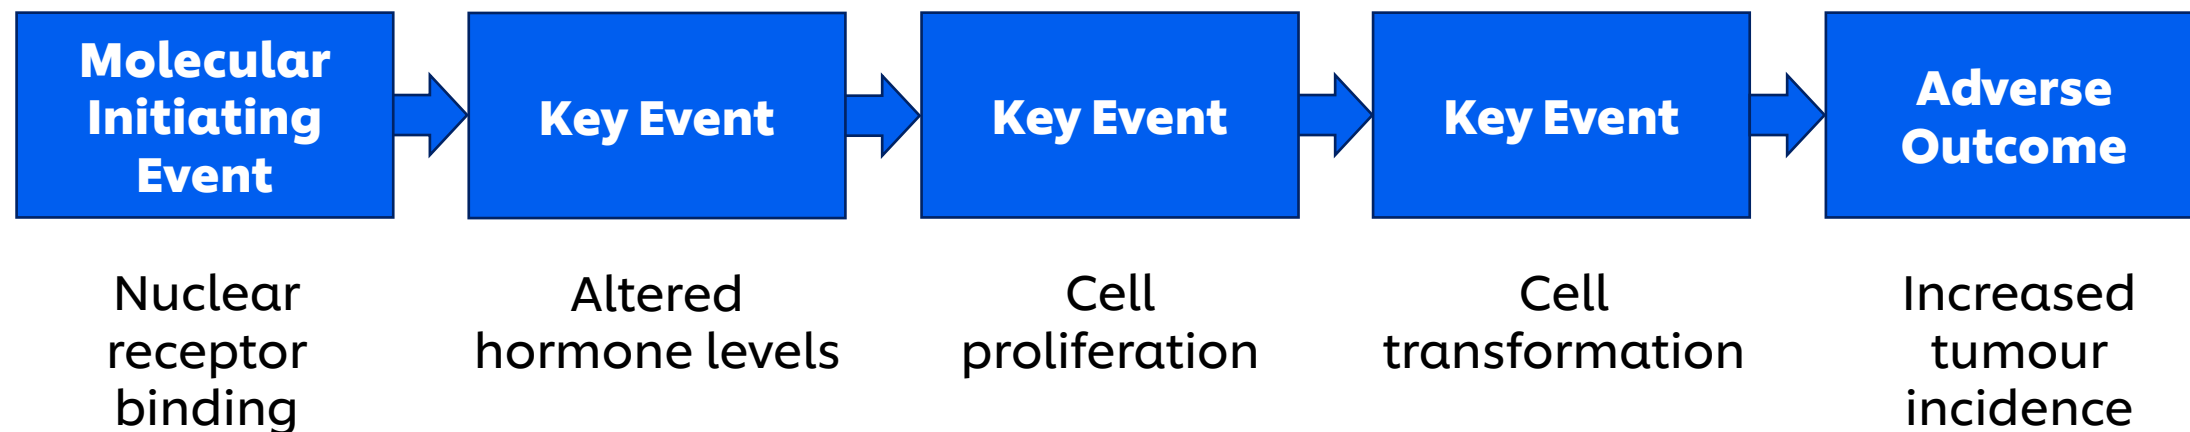 Molecular
Initiating
Event
Key Event
Key Event
Key Event
Adverse
Outcome
Nuclear
receptor
binding
Altered
hormone levels
Cell
proliferation
Cell
transformation
Increased
tumour
incidence